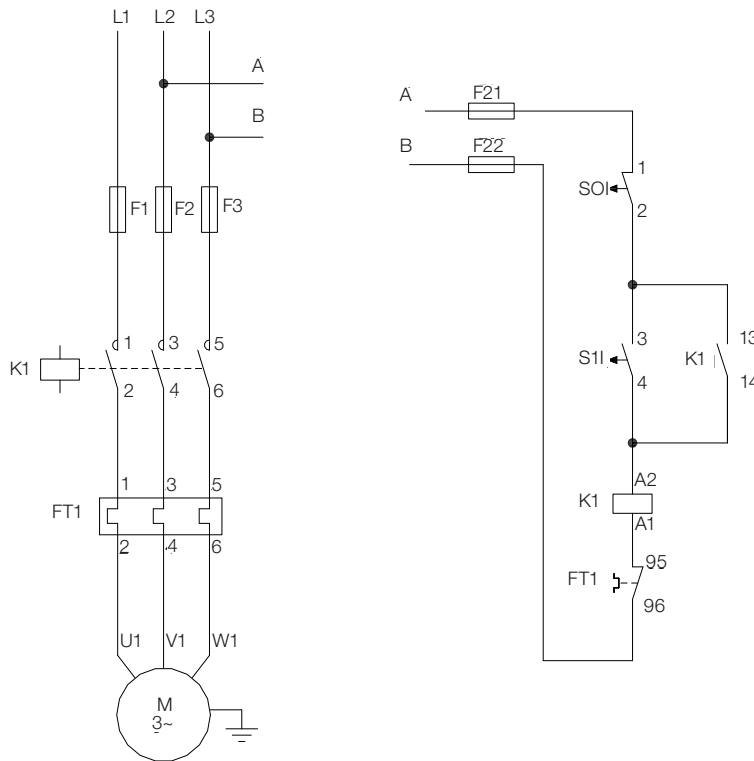 L1 L2 L3
A
B
F1 F2 F3
1 3 5
K1
2 4 6
1 3 5
FT1
2 4 6
U1 V1 W1
M
3~
A F21
B F22
1
SOI
2
3 13
S1I K1
4 14
A2
K1
A1
95
FT1
96